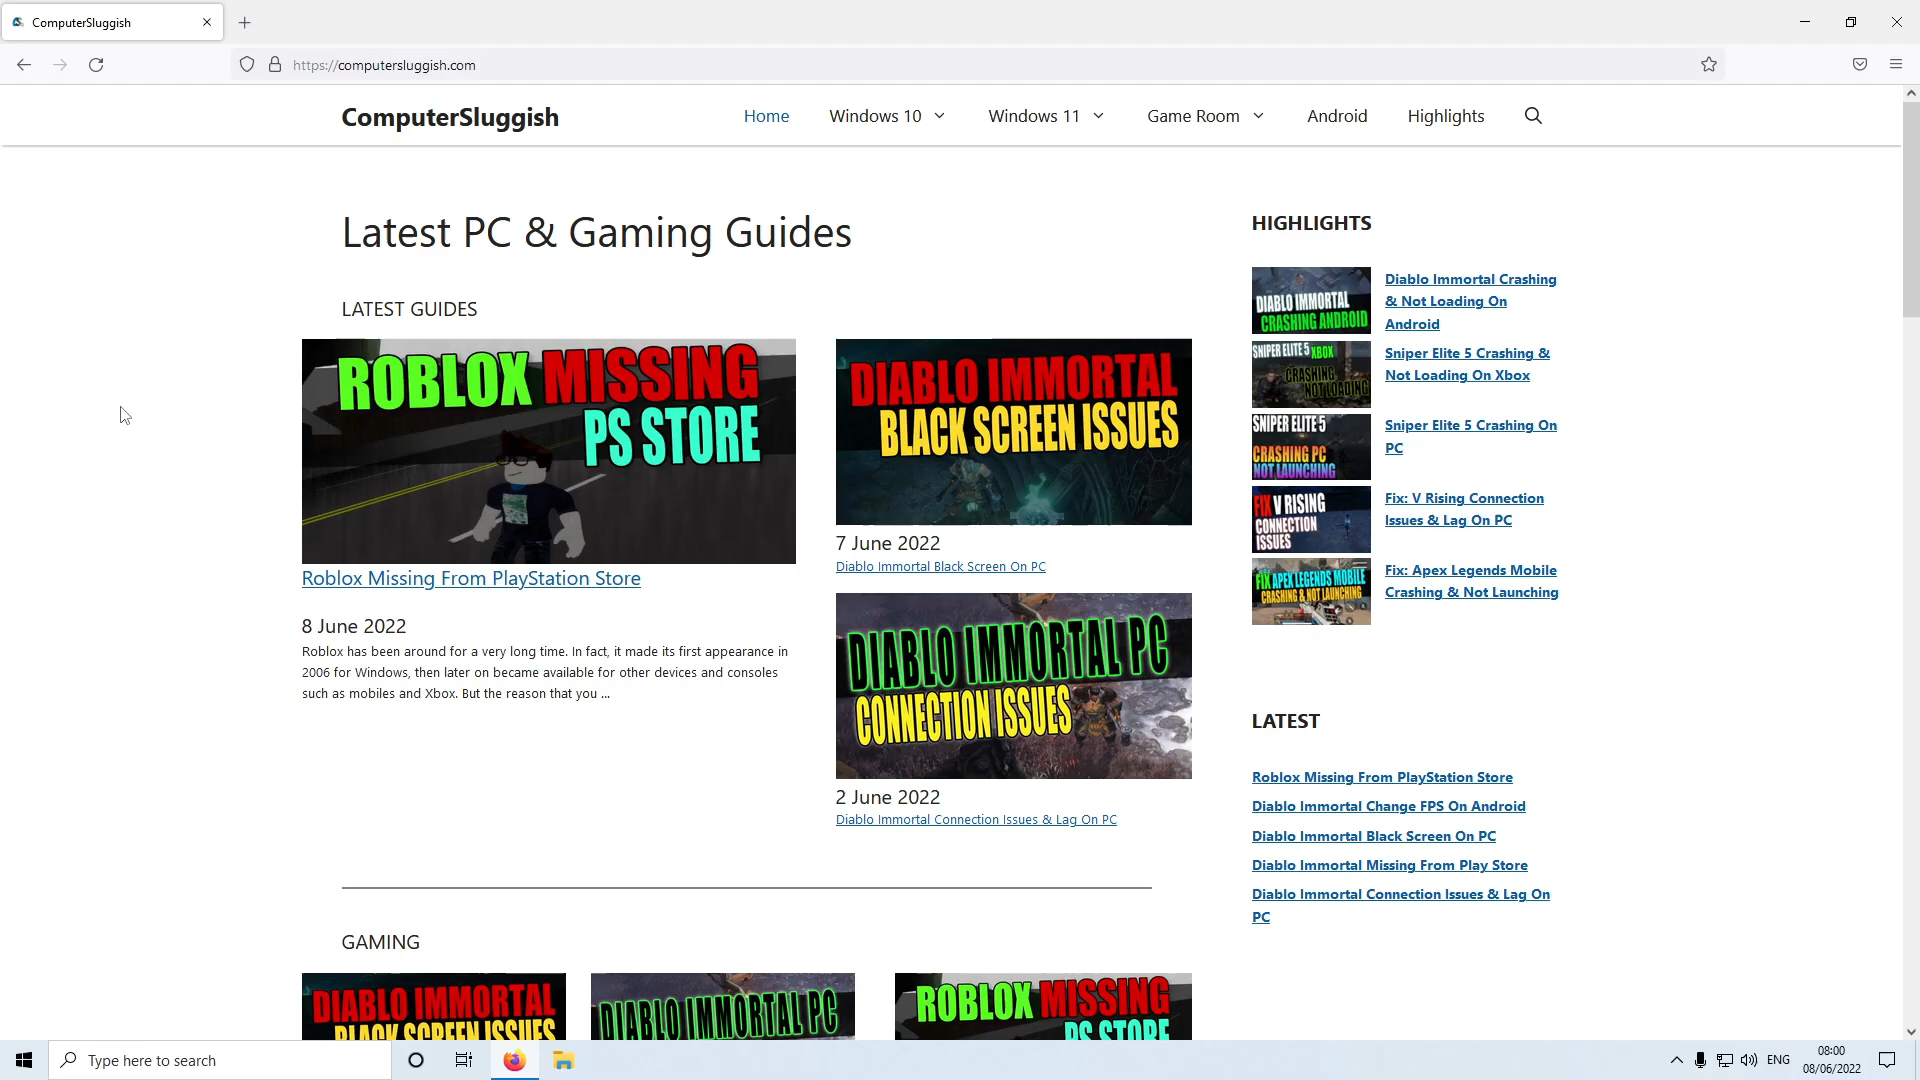 ComputerSluggish
https://computersluggish.com
ComputerSluggish
Home
Windows 10
Windows 11
Game Room
Android
Highlights
Latest PC & Gaming Guides
LATEST GUIDES
ROBLOX MISSING
PS STORE
Roblox Missing From PlayStation Store
8 June 2022
Roblox has been around for a very long time. In fact, it made its first appearance in
2006 for Windows, then later on became available for other devices and consoles
such as mobiles and Xbox. But the reason that you ...
DIABLO IMMORTAL
BLACK SCREEN ISSUES
7 June 2022
Diablo Immortal Black Screen On PC
DIABLO IMMORTAL PC
CONNECTION ISSUES
2 June 2022
Diablo Immortal Connection Issues & Lag On PC
HIGHLIGHTS
DIABLO IMMORTAL
CRASHING ANDROID
Diablo Immortal Crashing
& Not Loading On
Android
SNIPER ELITE 5 XBOX
CRASHING
NOT LOADING
Sniper Elite 5 Crashing &
Not Loading On Xbox
SNIPER ELITE 5
CRASHING PC
NOT LAUNCHING
Sniper Elite 5 Crashing On
PC
FIX V RISING
CONNECTION
ISSUES
Fix: V Rising Connection
Issues & Lag On PC
FIX APEX LEGENDS MOBILE
CRASHING & NOT LAUNCHING
Fix: Apex Legends Mobile
Crashing & Not Launching
LATEST
Roblox Missing From PlayStation Store
Diablo Immortal Change FPS On Android
Diablo Immortal Black Screen On PC
Diablo Immortal Missing From Play Store
Diablo Immortal Connection Issues & Lag On
PC
GAMING
DIABLO IMMORTAL
BLACK SCREEN ISSUES
DIABLO IMMORTAL PC
ROBLOX MISSING
PS STORE
Type here to search
ENG
08:00
08/06/2022